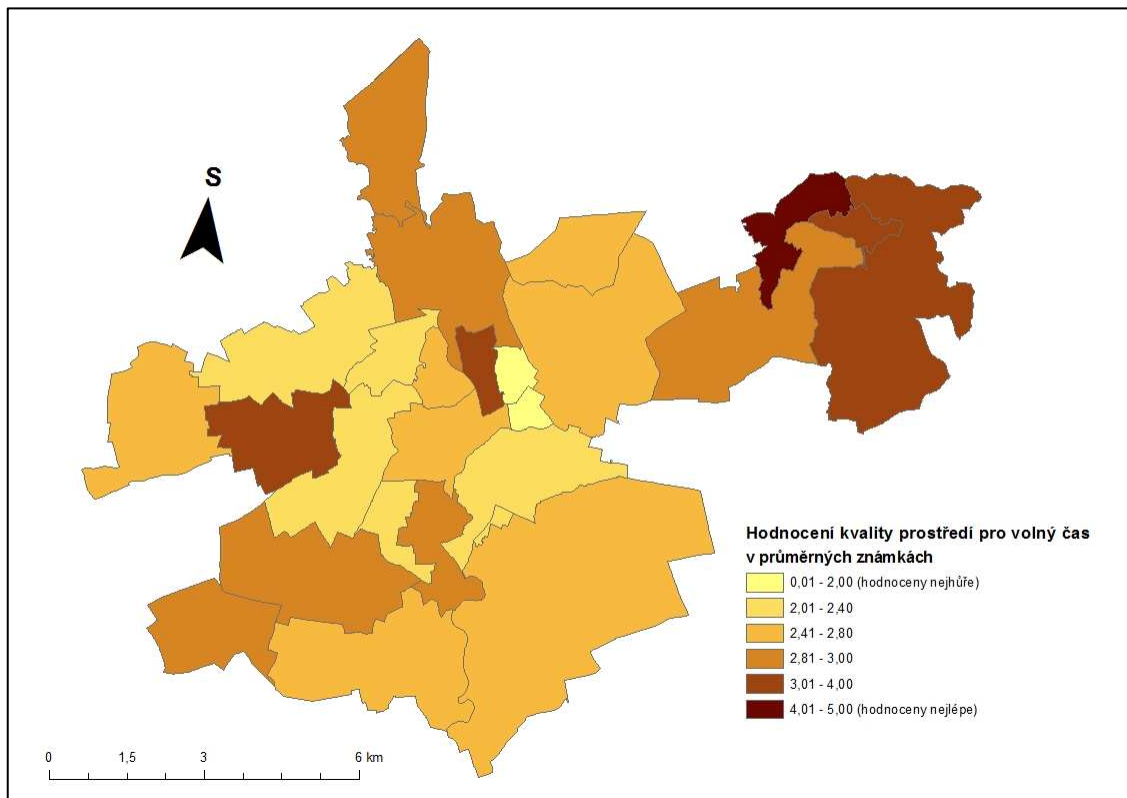 S
Hodnocení kvality prostředí pro volný čas
v průměrných známkách
0,01 - 2,00 (hodnoceny nejhůře)
2,01 - 2,40
2,41 - 2,80
2,81 - 3,00
3,01 - 4,00
4,01 - 5,00 (hodnoceny nejlépe)
0 1,5 3 6 km